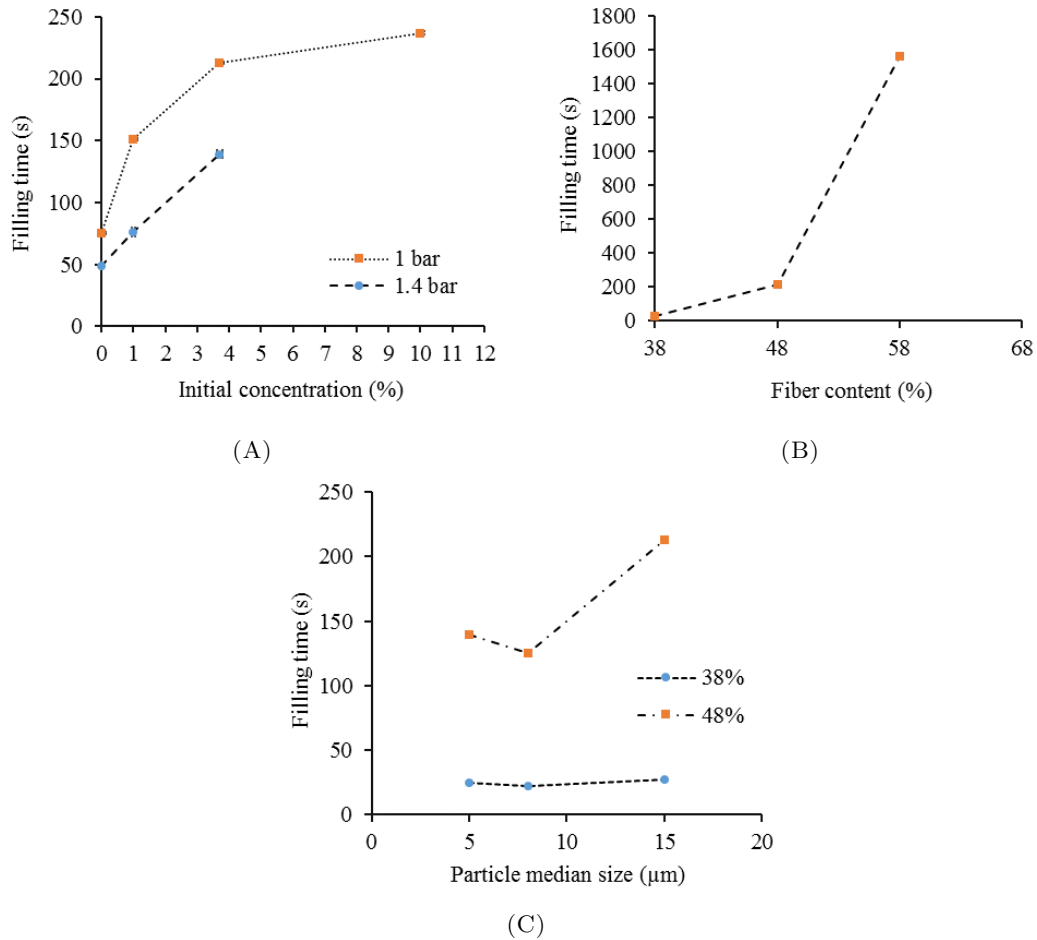 250
200
150
100
50
0
Filling time (s)
0 1 2 3 4 5 6 7 8 9 10 11 12
Initial concentration (%)
1 bar
1.4 bar
(A)
1800
1600
1400
1200
1000
800
600
400
200
0
Filling time (s)
38 48 58 68
Fiber content (%)
(B)
250
200
150
100
50
0
Filling time (s)
0 5 10 15 20
Particle median size (µm)
38%
48%
(C)